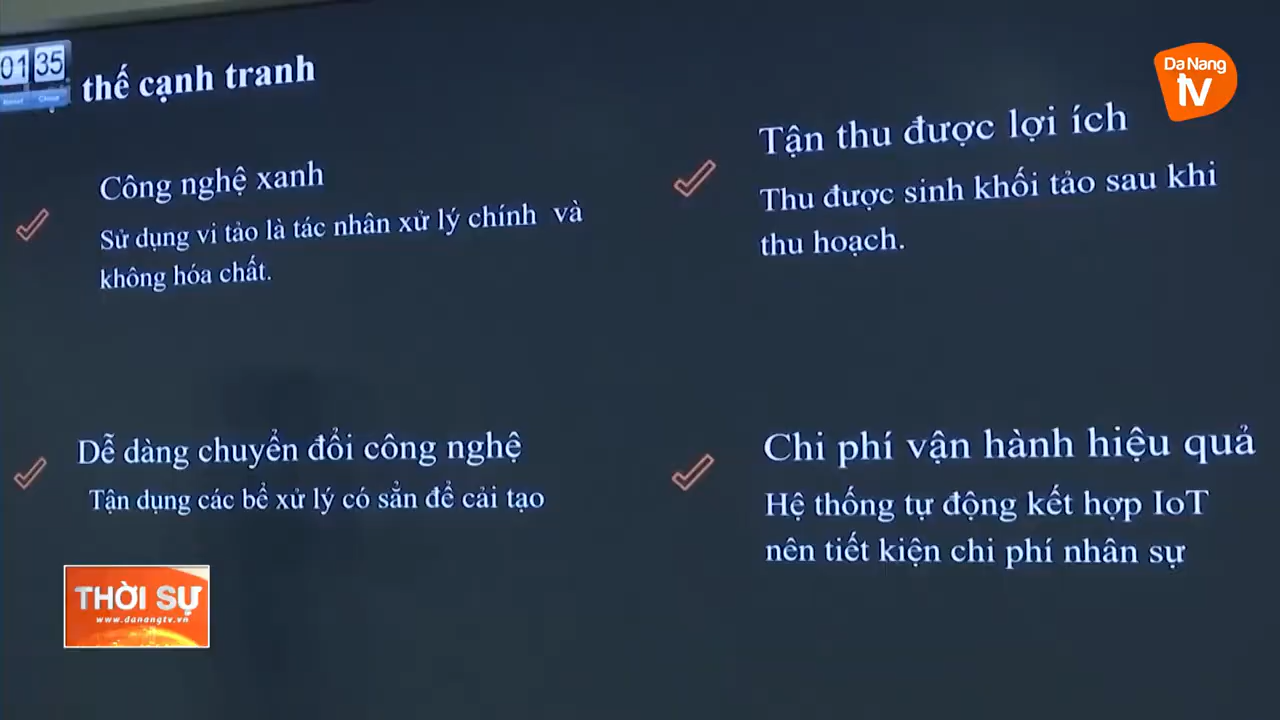 01 35
thế cạnh tranh
Da Nang
tv
Công nghệ xanh
Sử dụng vi tảo là tác nhân xử lý chính và
không hóa chất.
Tận thu được lợi ích
Thu được sinh khối tảo sau khi
thu hoạch.
Dễ dàng chuyển đổi công nghệ
Tận dụng các bể xử lý có sẳn để cải tạo
Chi phí vận hành hiệu quả
Hệ thống tự động kết hợp IoT
nên tiết kiện chi phí nhân sự
THỜI SỰ
www.danangtv.vn